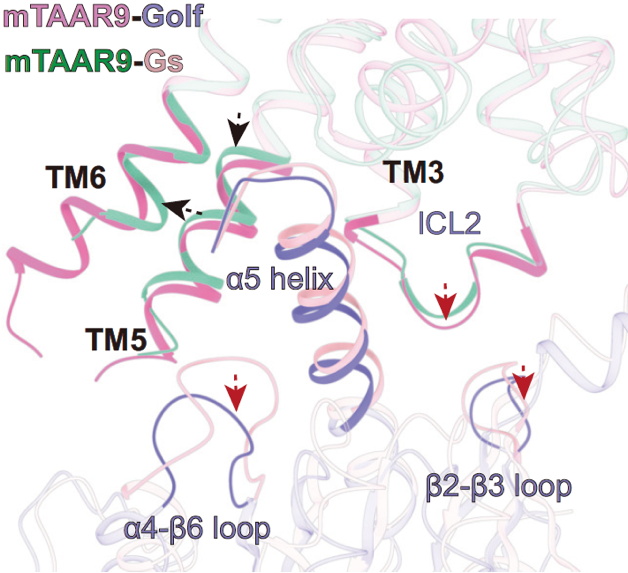 mTAAR9-Golf
mTAAR9-Gs
TM6
TM3
ICL2
α5 helix
TM5
β2-β3 loop
α4-β6 loop